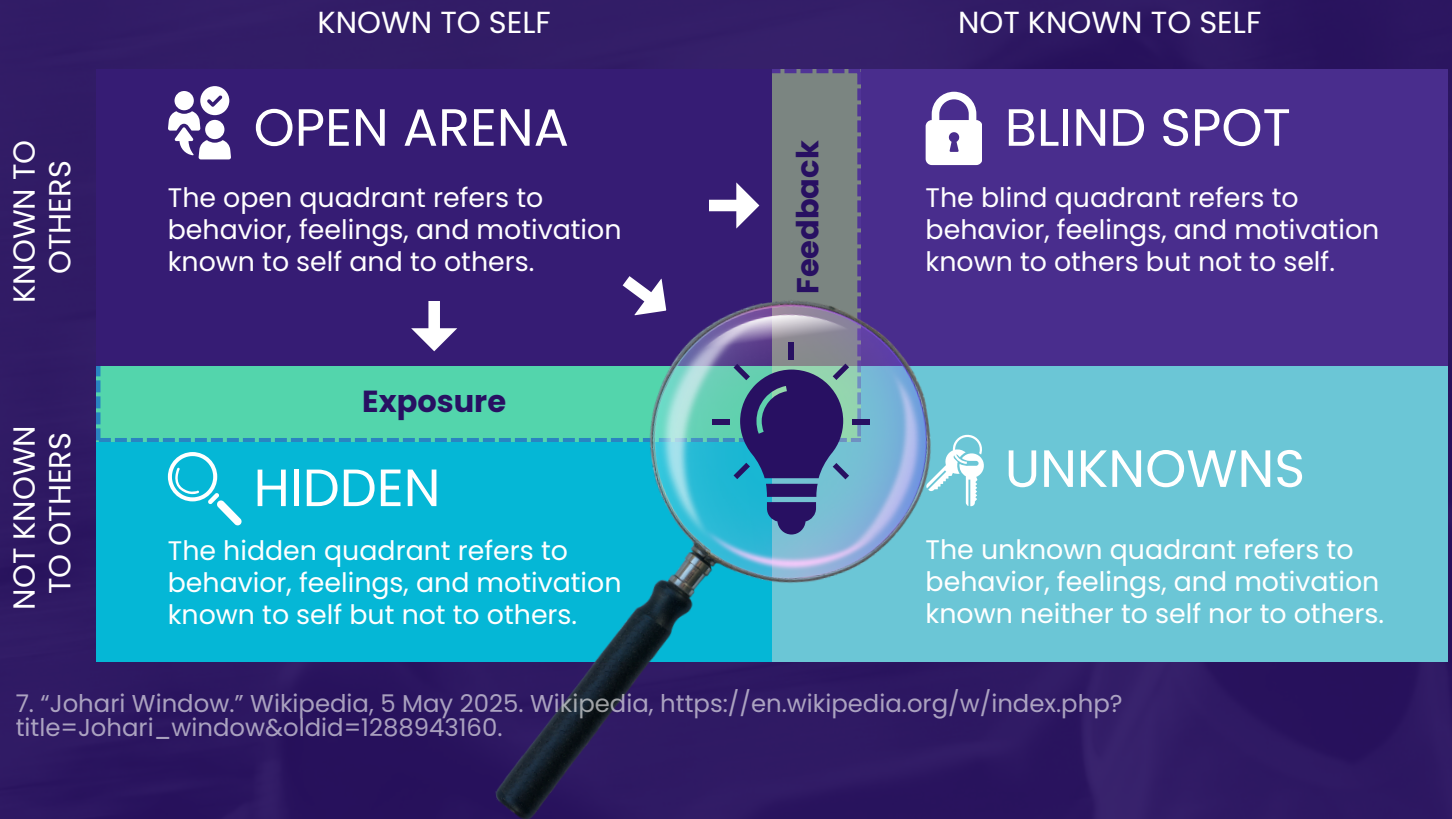 KNOWN TO SELF
NOT KNOWN TO SELF
KNOWN TO
OTHERS
OPEN ARENA
The open quadrant refers to
behavior, feelings, and motivation
known to self and to others.
Feedback
BLIND SPOT
The blind quadrant refers to
behavior, feelings, and motivation
known to others but not to self.
Exposure
NOT KNOWN
TO OTHERS
HIDDEN
The hidden quadrant refers to
behavior, feelings, and motivation
known to self but not to others.
UNKNOWNS
The unknown quadrant refers to
behavior, feelings, and motivation
known neither to self nor to others.
7. “Johari Window.” Wikipedia, 5 May 2025. Wikipedia, https://en.wikipedia.org/w/index.php?
title=Johari_window&oldid=1288943160.